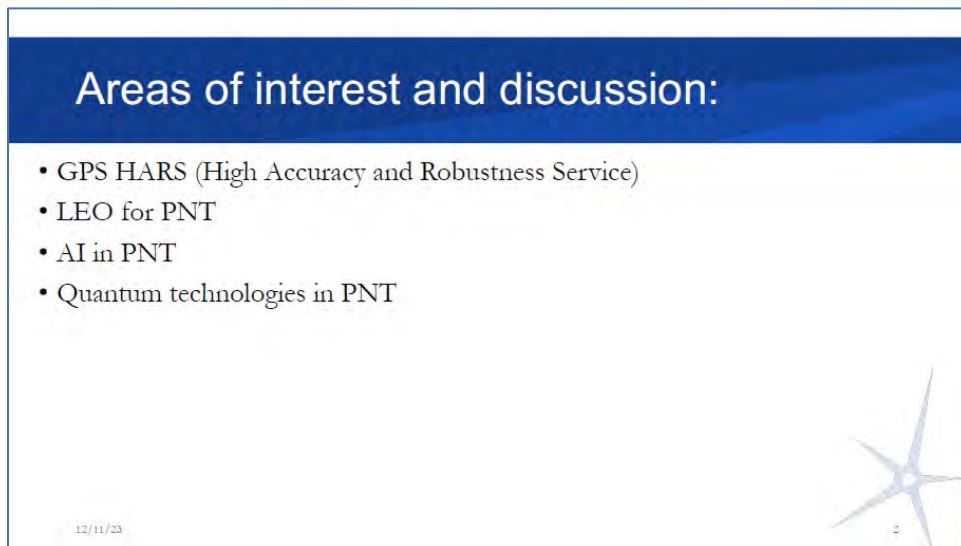 Areas of interest and discussion:
• GPS HARS (High Accuracy and Robustness Service)
• LEO for PNT
• AI in PNT
• Quantum technologies in PNT
12/11/23
2